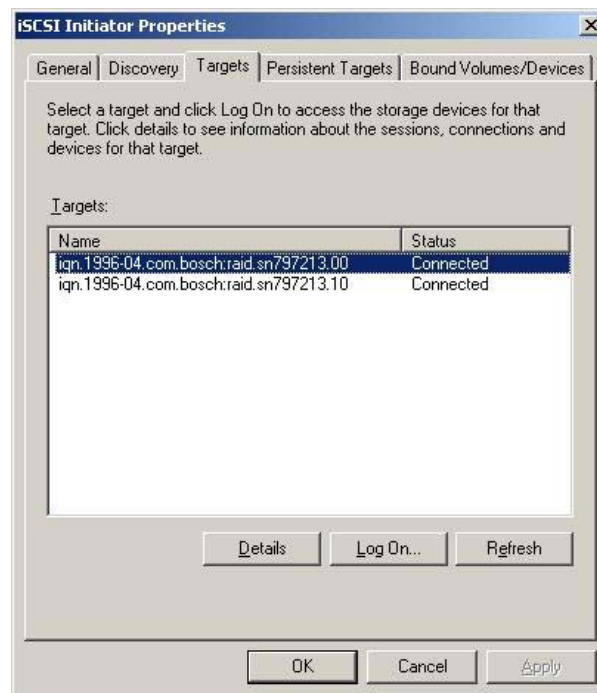 iSCSI Initiator Properties
General Discovery Targets Persistent Targets Bound Volumes/Devices
Select a target and click Log On to access the storage devices for that
target. Click details to see information about the sessions, connections and
devices for that target.
Targets:
Name Status
iqn.1996-04.com.bosch:raid.sn797213.00 Connected
iqn.1996-04.com.bosch:raid.sn797213.10 Connected
Details Log On... Refresh
OK Cancel Apply